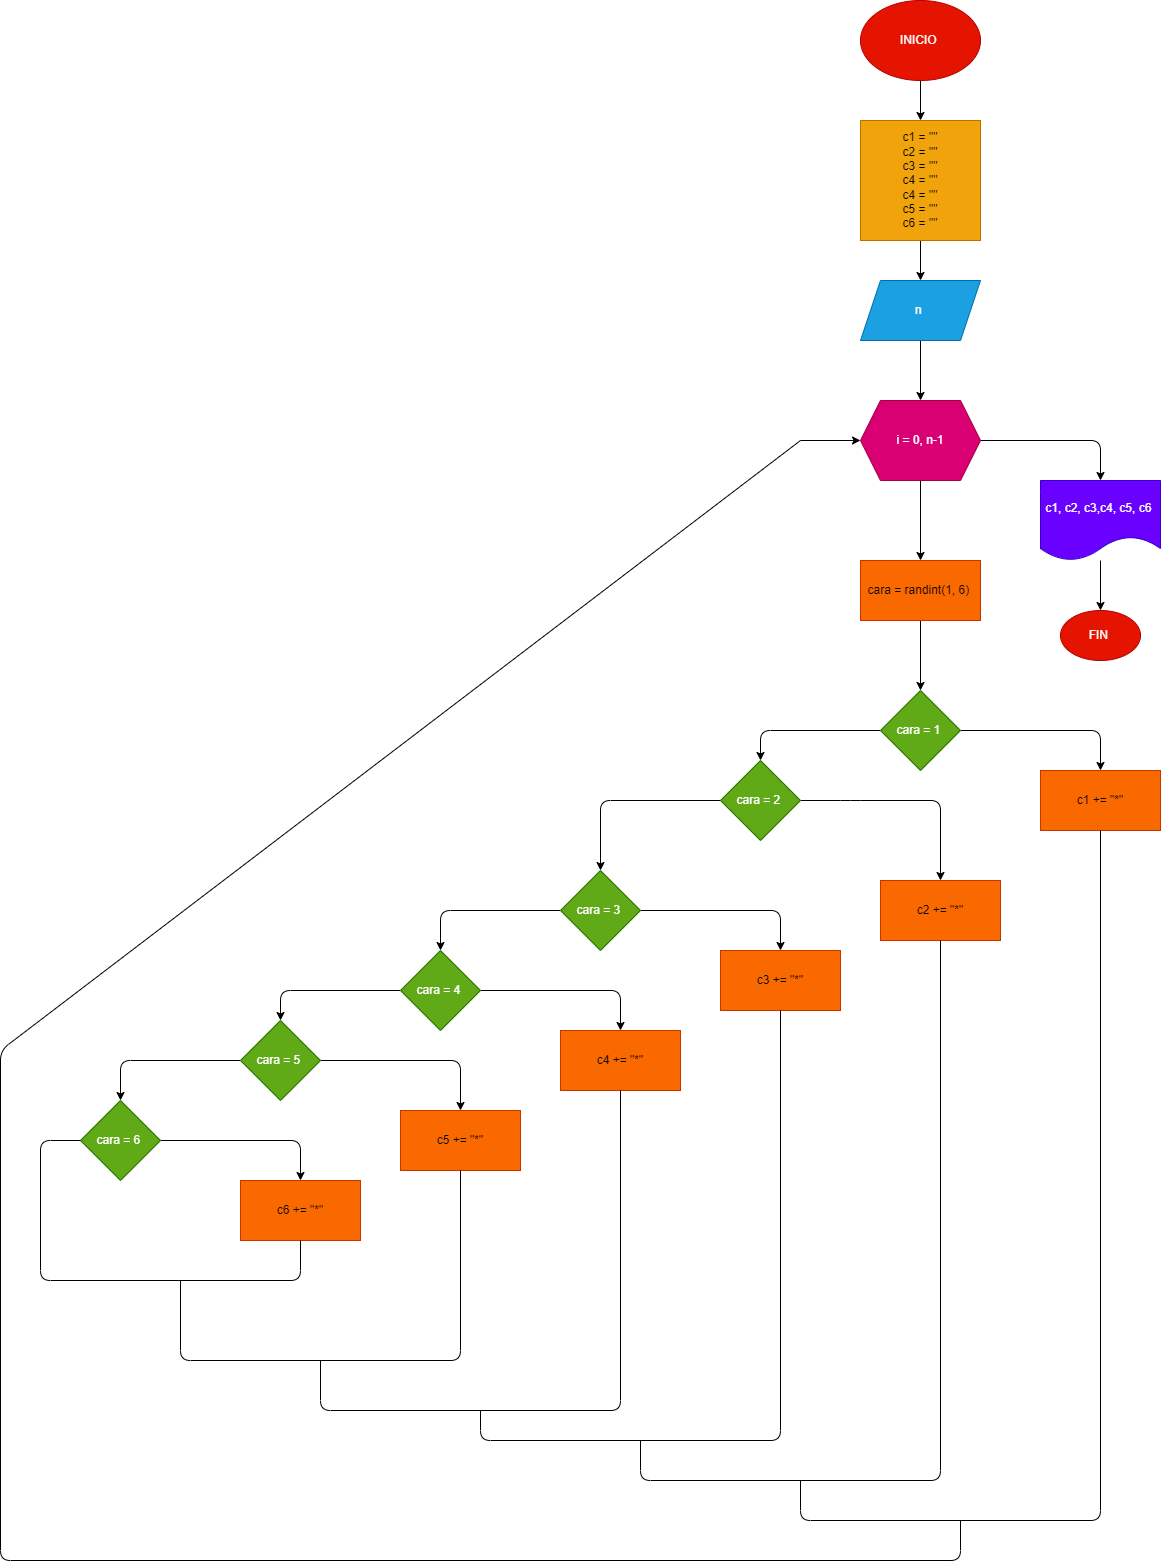 INICIO
c1 = ""
c2 = ""
c3 = ""
c4 = ""
c4 = ""
c5 = ""
c6 = ""
n
i = 0, n-1
c1, c2, c3,c4, c5, c6
cara = randint(1, 6)
FIN
cara = 1
cara = 2
c1 += "*"
cara = 3
c2 += "*"
cara = 4
c3 += "*"
cara = 5
c4 += "*"
cara = 6
c5 += "*"
c6 += "*"